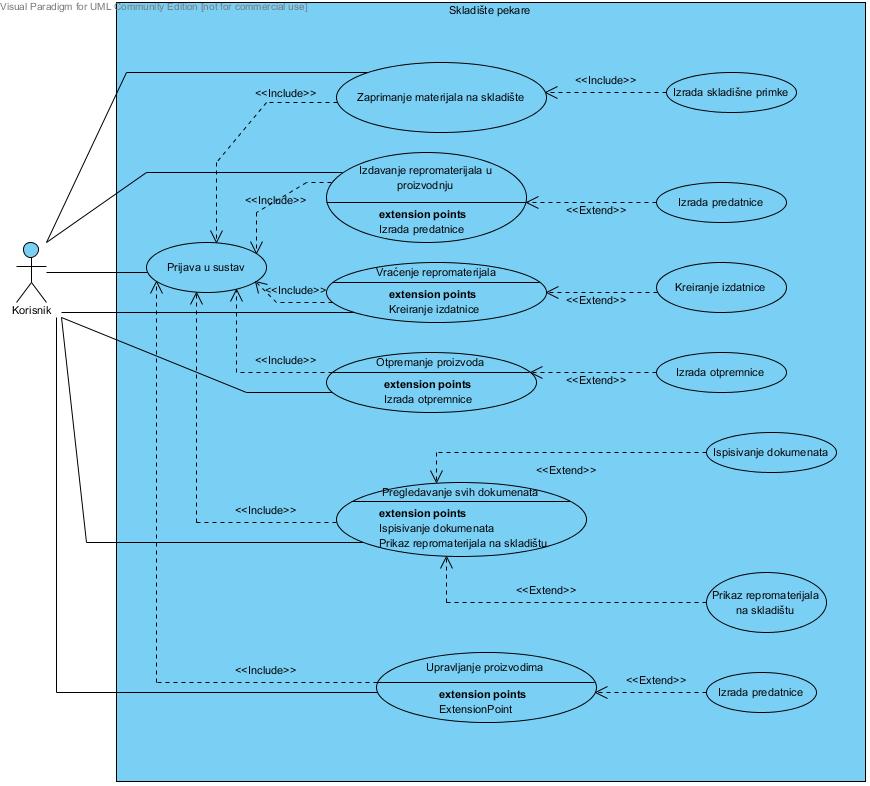 Visual Paradigm for UML Community Edition [not for commercial use]
Skladište pekare
<<Include>>
Zaprimanje materijala na skladište
<<Include>>
Izrada skladišne primke
Izdavanje repromaterijala u
proizvodnju
extension points
Izrada predatnice
<<Include>>
<<Extend>>
Izrada predatnice
Korisnik
Prijava u sustav
Vraćenje repromaterijala
extension points
Kreiranje izdatnice
<<Include>>
<<Extend>>
Kreiranje izdatnice
<<Include>>
Otpremanje proizvoda
extension points
Izrada otpremnice
<<Extend>>
Izrada otpremnice
Ispisivanje dokumenata
<<Extend>>
Pregledavanje svih dokumenata
extension points
Ispisivanje dokumenata
Prikaz repromaterijala na skladištu
<<Include>>
<<Extend>>
Prikaz repromaterijala
na skladištu
<<Include>>
Upravljanje proizvodima
extension points
ExtensionPoint
<<Extend>>
Izrada predatnice